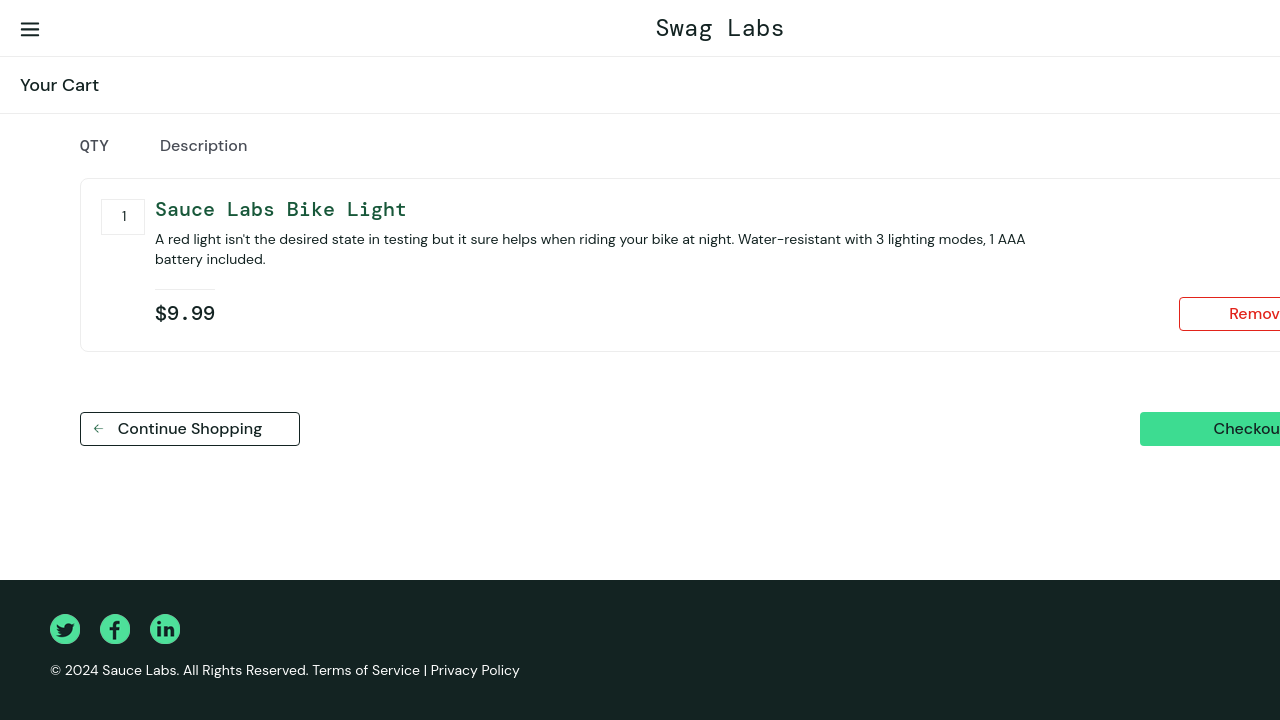 Swag Labs
Your Cart
QTY Description
1
Sauce Labs Bike Light
A red light isn't the desired state in testing but it sure helps when riding your bike at night. Water-resistant with 3 lighting modes, 1 AAA
battery included.
$9.99
Remov
Continue Shopping
Checkou
© 2024 Sauce Labs. All Rights Reserved. Terms of Service | Privacy Policy